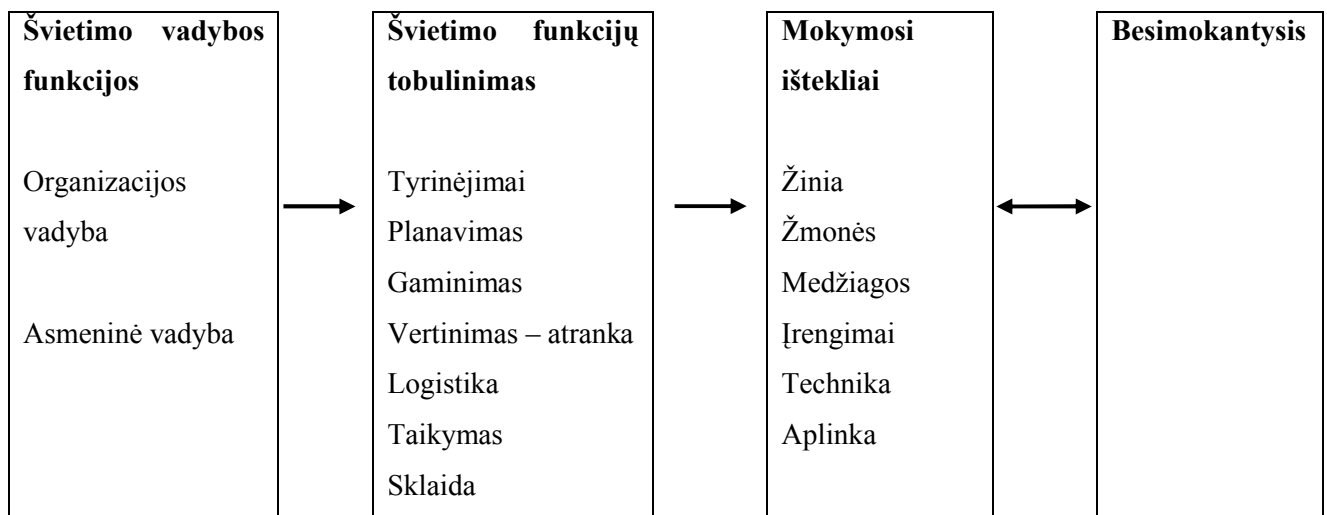 Švietimo vadybos
funkcijos
Organizacijos
vadyba
Asmeninė vadyba
Švietimo funkcijų
tobulinimas
Tyrinėjimai
Planavimas
Gaminimas
Vertinimas – atranka
Logistika
Taikymas
Sklaida
Mokymosi
ištekliai
Žinia
Žmonės
Medžiagos
Įrengimai
Technika
Aplinka
Besimokantysis